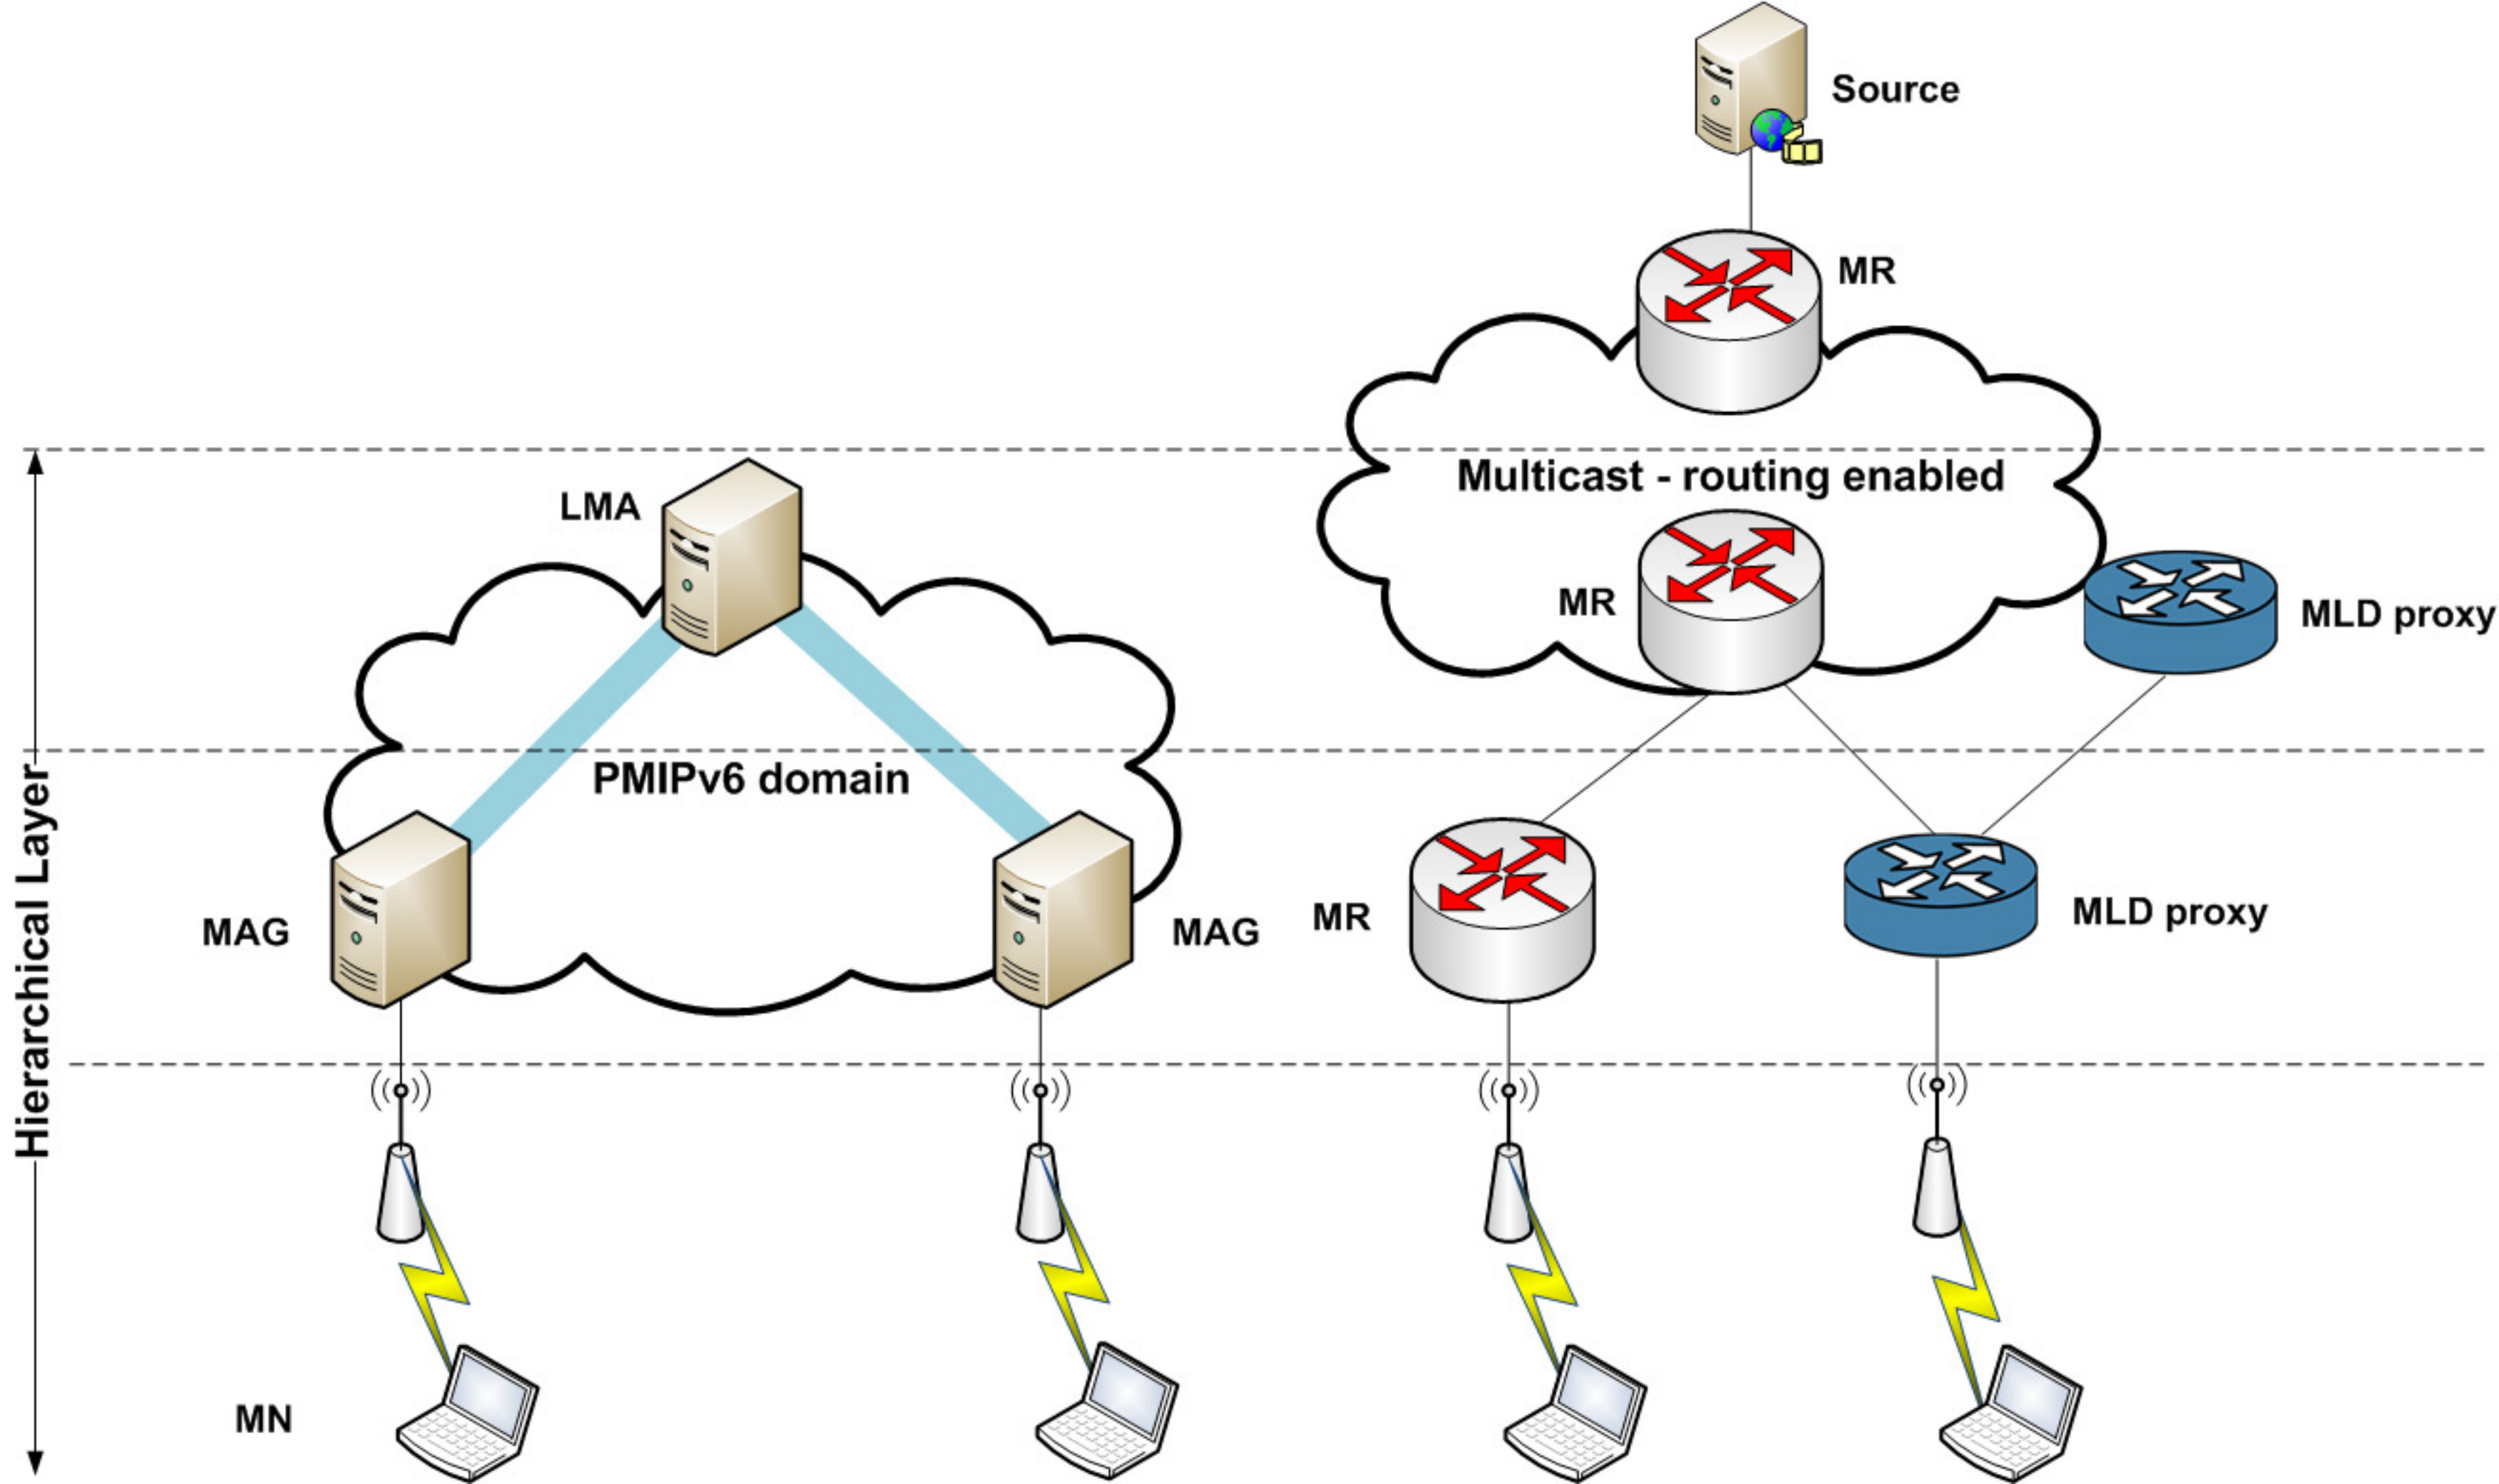 Source
MR
Multicast - routing enabled
LMA
MR
MLD proxy
PMIPv6 domain
MAG
MAG
MR
MLD proxy
Hierarchical Layer
MN